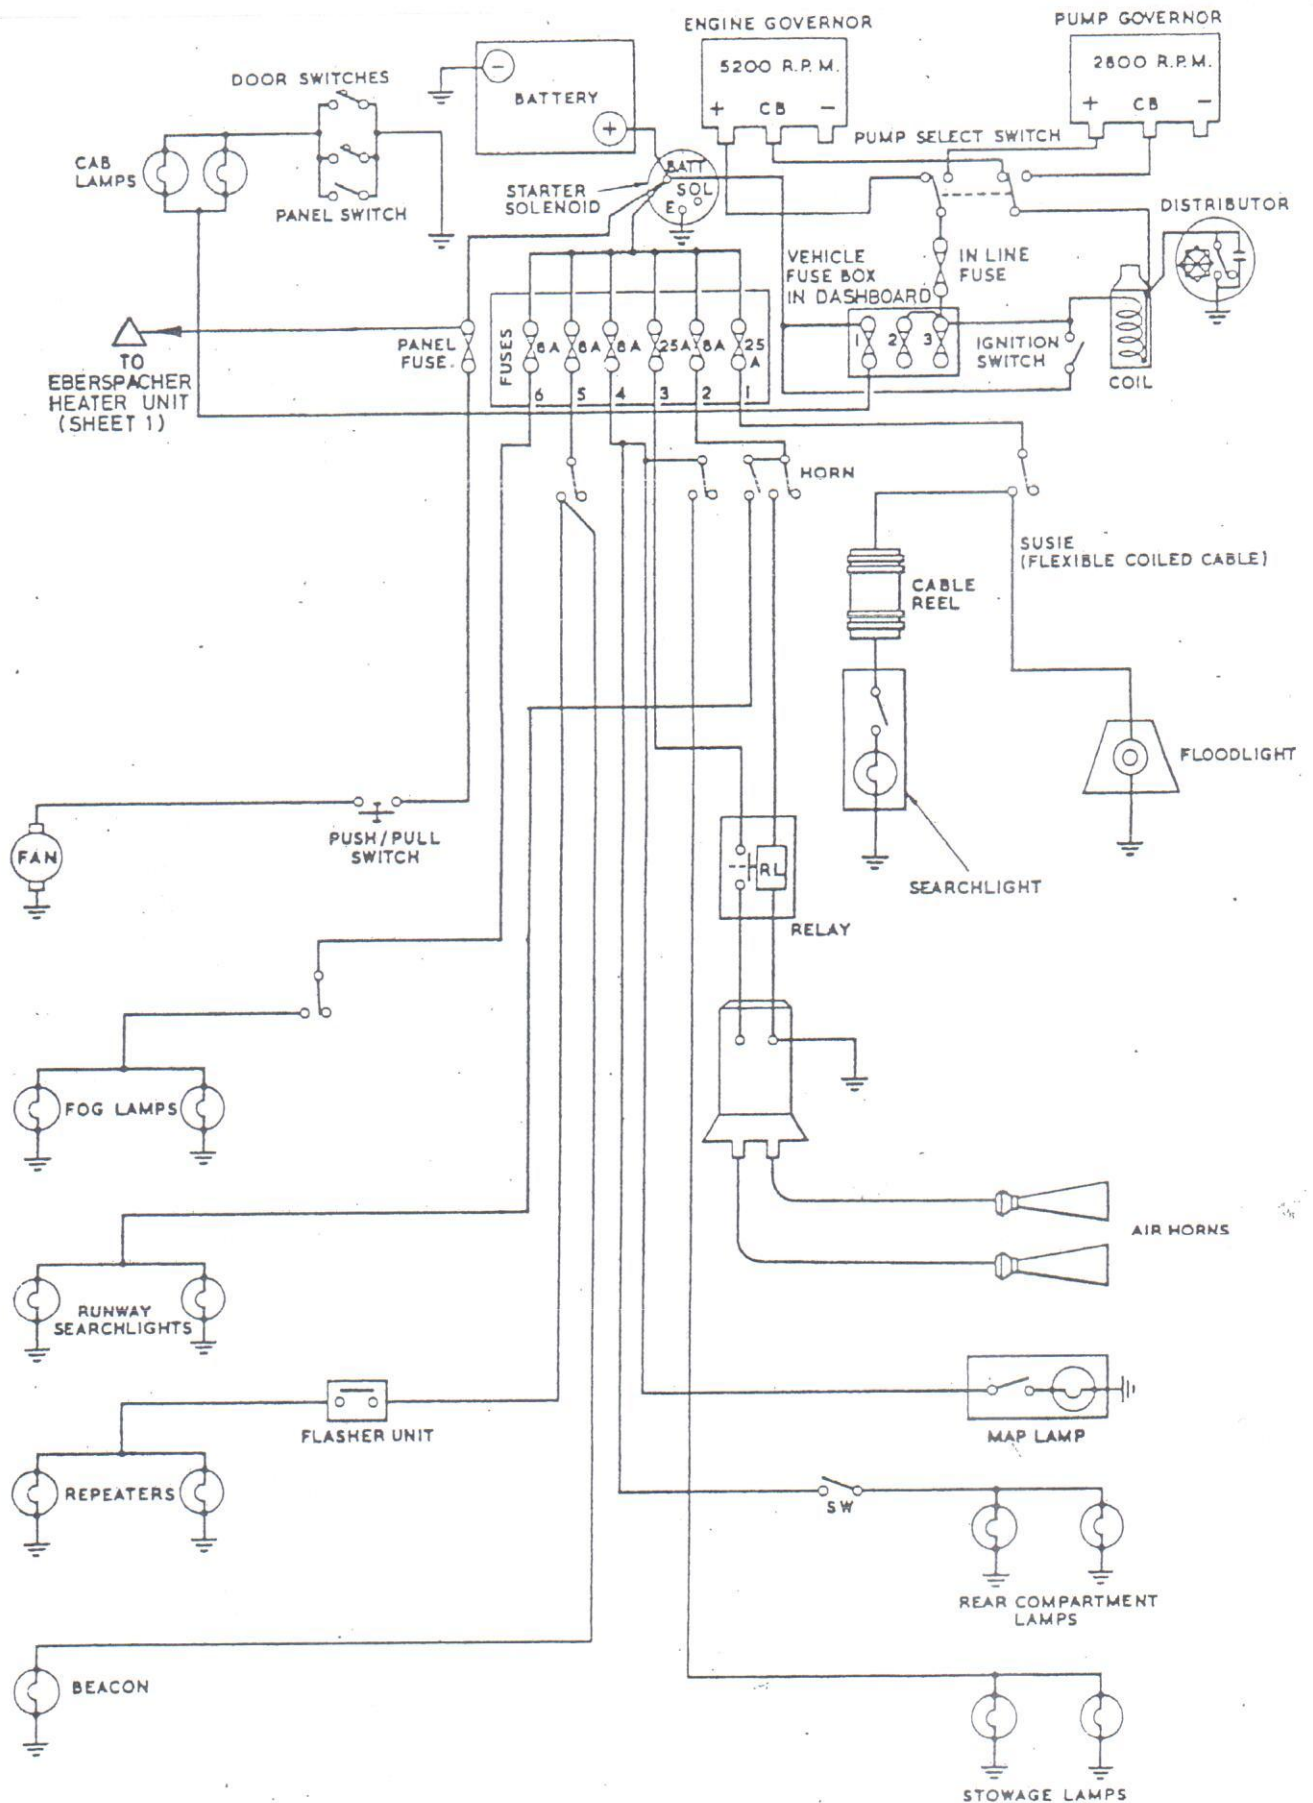 ENGINE GOVERNOR
5200 R.P.M.
+ CB −
PUMP GOVERNOR
2800 R.P.M.
+ CB −
DOOR SWITCHES
−
BATTERY
+
PUMP SELECT SWITCH
CAB
LAMPS
PANEL SWITCH
STARTER
SOLENOID
BATT
SOL
E
DISTRIBUTOR
VEHICLE
FUSE BOX
IN DASHBOARD
IN LINE
FUSE
TO
EBERSPACHER
HEATER UNIT
(SHEET 1)
PANEL
FUSE.
FUSES
8A 8A 8A 25A 8A 25
A
6 5 4 3 2 1
1 2 3
IGNITION
SWITCH
COIL
HORN
SUSIE
(FLEXIBLE COILED CABLE)
CABLE
REEL
FLOODLIGHT
SEARCHLIGHT
FAN
PUSH/PULL
SWITCH
RL
RELAY
FOG LAMPS
AIR HORNS
RUNWAY
SEARCHLIGHTS
FLASHER UNIT
MAP LAMP
REPEATERS
SW
REAR COMPARTMENT
LAMPS
BEACON
STOWAGE LAMPS